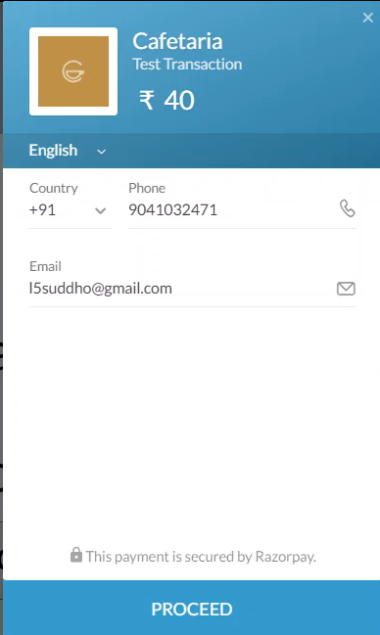 Cafetaria
Test Transaction
₹ 40
English
Country Phone
+91 9041032471
Email
l5suddho@gmail.com
This payment is secured by Razorpay.
PROCEED